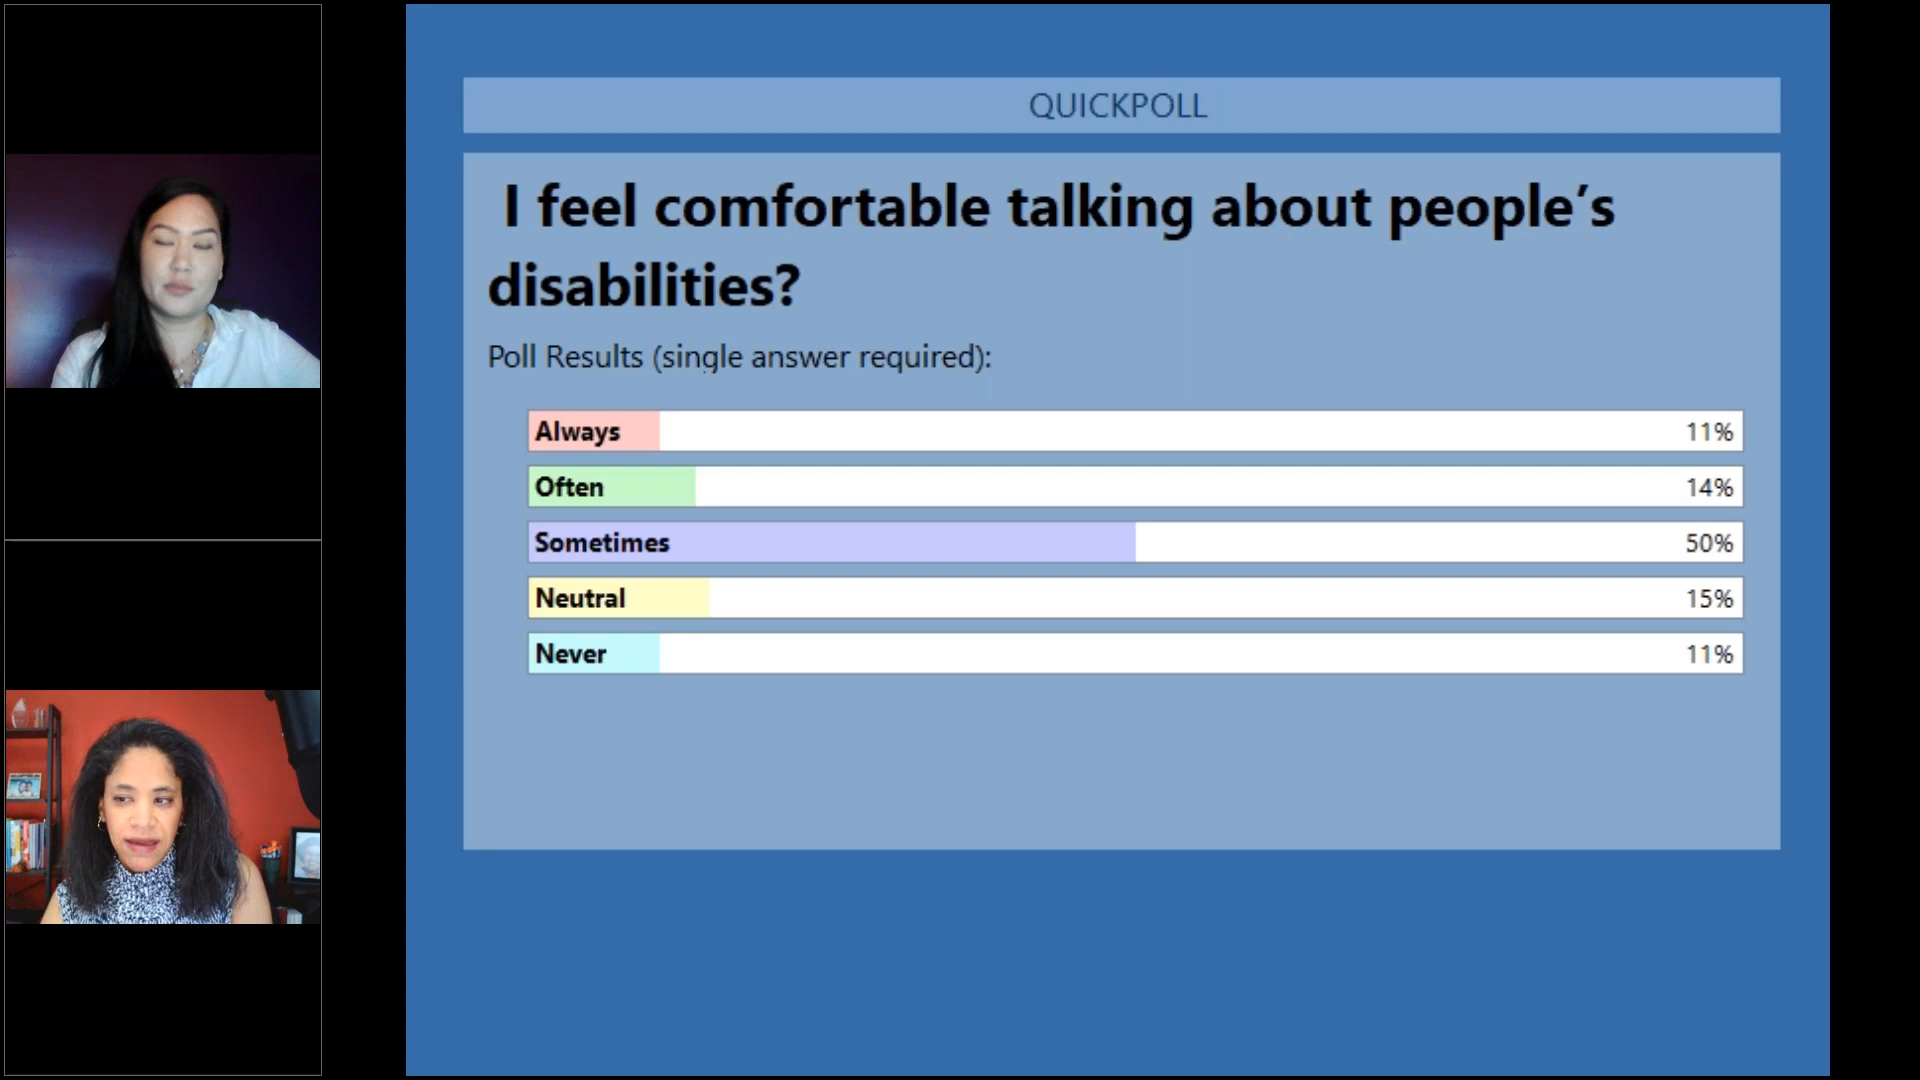 QUICKPOLL
I feel comfortable talking about people’s
disabilities?
Poll Results (single answer required):
Always 11%
Often 14%
Sometimes 50%
Neutral 15%
Never 11%